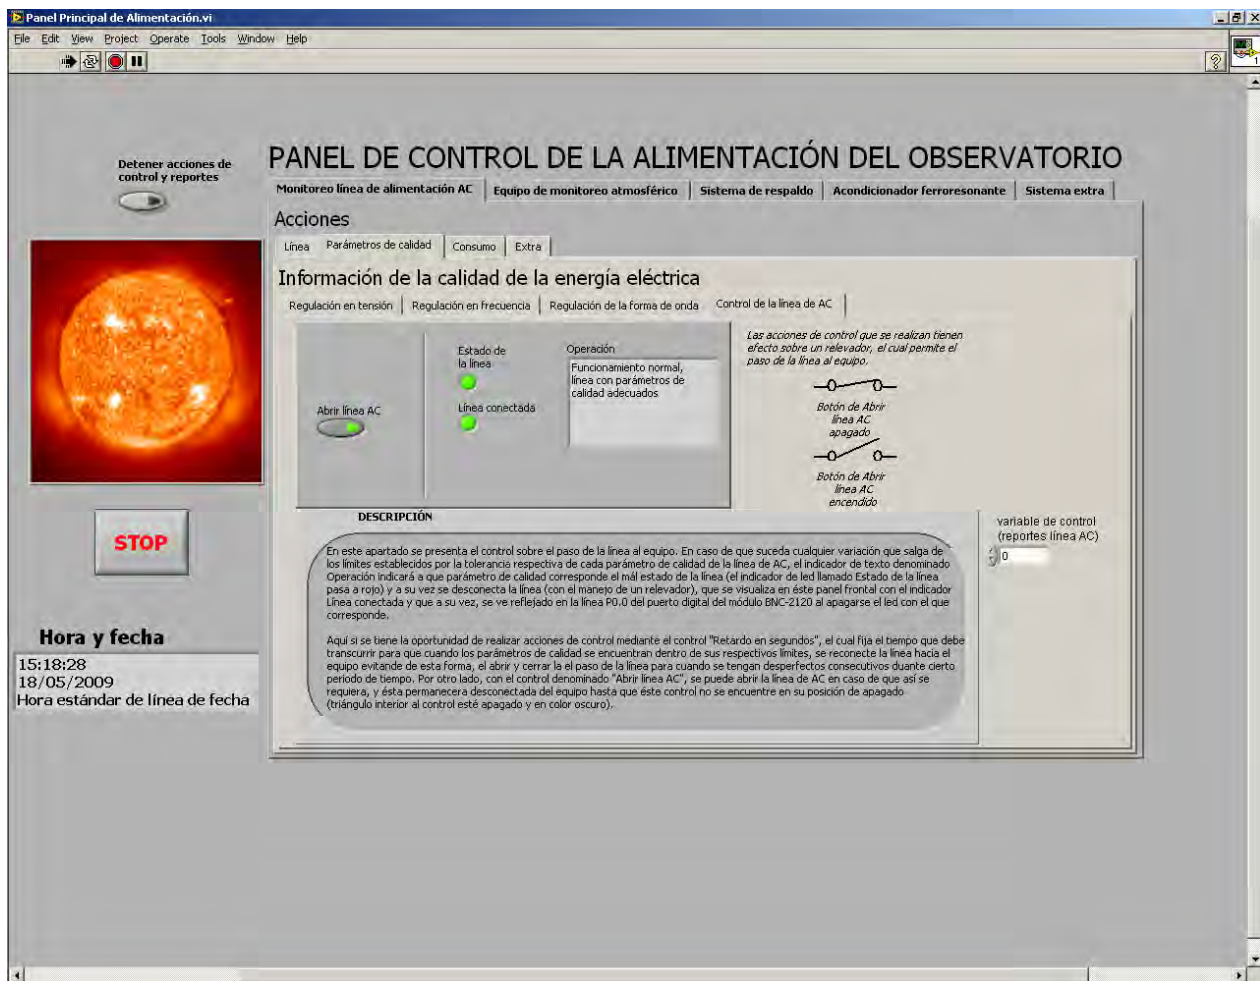 Panel Principal de Alimentación.vi
File Edit View Project Operate Tools Window Help
1
Detener acciones de
control y reportes
PANEL DE CONTROL DE LA ALIMENTACIÓN DEL OBSERVATORIO
Monitoreo línea de alimentación AC Equipo de monitoreo atmosférico Sistema de respaldo Acondicionador ferroresonante Sistema extra
Acciones
Línea Parámetros de calidad Consumo Extra
Información de la calidad de la energía eléctrica
Regulación en tensión Regulación en frecuencia Regulación de la forma de onda Control de la línea de AC
Abrir línea AC
Estado de
la línea
Línea conectada
Operación
Funcionamiento normal,
línea con parámetros de
calidad adecuados
Las acciones de control que se realizan tienen
efecto sobre un relevador, el cual permite el
paso de la línea al equipo.
Botón de Abrir
línea AC
apagado
Botón de Abrir
línea AC
encendido
STOP
DESCRIPCIÓN
En este apartado se presenta el control sobre el paso de la línea al equipo. En caso de que suceda cualquier variación que salga de
los límites establecidos por la tolerancia respectiva de cada parámetro de calidad de la línea de AC, el indicador de texto denominado
Operación indicará a que parámetro de calidad corresponde el mál estado de la línea (el indicador de led llamado Estado de la línea
pasa a rojo) y a su vez se desconecta la línea (con el manejo de un relevador), que se visualiza en éste panel frontal con el indicador
Línea conectada y que a su vez, se ve reflejado en la línea P0.0 del puerto digital del módulo BNC-2120 al apagarse el led con el que
corresponde.
Aquí si se tiene la oportunidad de realizar acciones de control mediante el control "Retardo en segundos", el cual fija el tiempo que debe
transcurrir para que cuando los parámetros de calidad se encuentran dentro de sus respectivos límites, se reconecte la línea hacia el
equipo evitande de esta forma, el abrir y cerrar la el paso de la línea para cuando se tengan desperfectos consecutivos duante cierto
periodo de tiempo. Por otro lado, con el control denominado "Abrir línea AC", se puede abrir la línea de AC en caso de que así se
requiera, y ésta permanecera desconectada del equipo hasta que éste control no se encuentre en su posición de apagado
(triángulo interior al control esté apagado y en color oscuro).
variable de control
(reportes línea AC)
0
Hora y fecha
15:18:28
18/05/2009
Hora estándar de línea de fecha